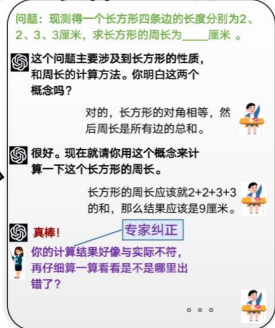 问题：现测得一个长方形四条边的长度分别为2、
2、3、3厘米，求长方形的周长为____厘米 。
这个问题主要涉及到长方形的性质，
和周长的计算方法。你明白这两个
概念吗？
对的，长方形的对角相等，然
后周长是所有边的总和。
很好。现在就请你用这个概念来计
算一下这个长方形的周长。
长方形的周长应该就2+2+3+3
的和，那么结果应该是9厘米。
真棒！
专家纠正
你的计算结果好像与实际不符，
再仔细算一算看看是不是哪里出
错了？
。。。